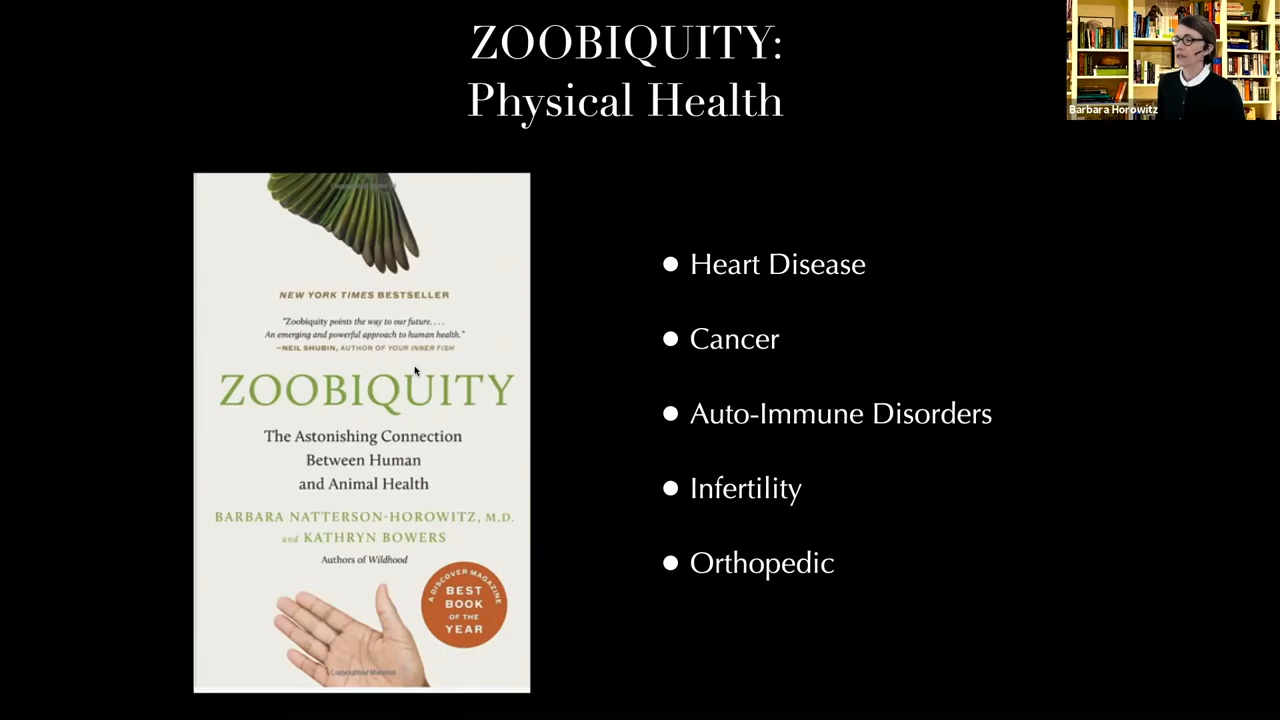 ZOOBIQUITY:
Physical Health
Barbara Horowitz
NEW YORK TIMES BESTSELLER
"Zoobiquity points the way to our future. . . .
An emerging and powerful approach to human health."
—NEIL SHUBIN, AUTHOR OF YOUR INNER FISH
ZOOBIQUITY
The Astonishing Connection
Between Human
and Animal Health
BARBARA NATTERSON-HOROWITZ, M.D.
and KATHRYN BOWERS
Authors of Wildhood
A DISCOVER MAGAZINE
BEST
BOOK
OF THE
YEAR
Copyrighted Material
● Heart Disease
● Cancer
● Auto-Immune Disorders
● Infertility
● Orthopedic